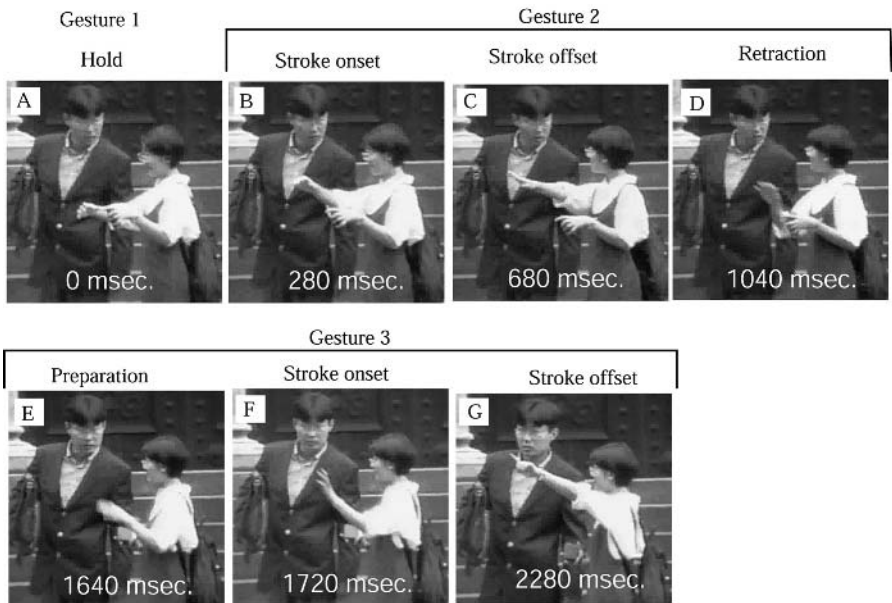 Gesture 1
Gesture 2
Hold
Stroke onset
Stroke offset
Retraction
A
B
C
D
0 msec.
280 msec.
680 msec.
1040 msec.
Gesture 3
Preparation
Stroke onset
Stroke offset
E
F
G
1640 msec.
1720 msec.
2280 msec.